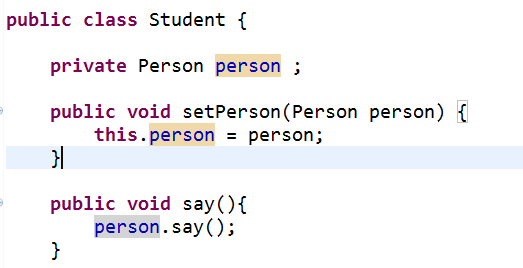 public class Student {
private Person person ;
public void setPerson(Person person) {
this.person = person;
}
public void say(){
person.say();
}